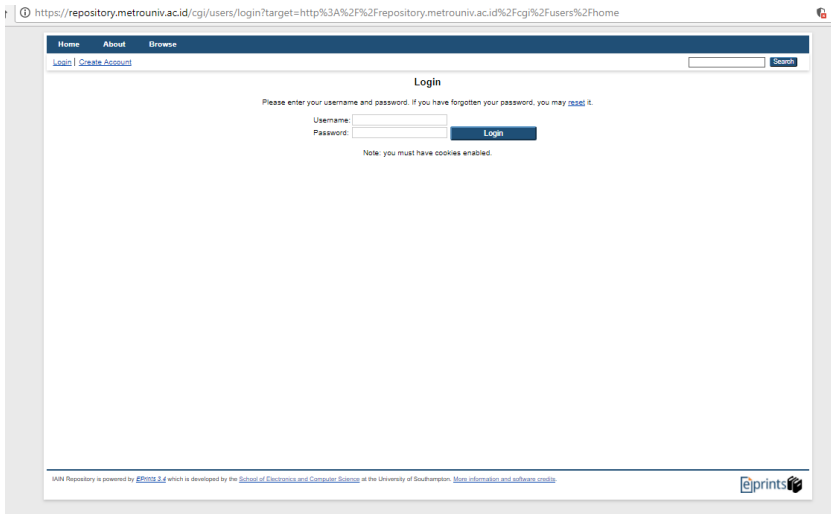 https://repository.metrouniv.ac.id/cgi/users/login?target=http%3A%2F%2Frepository.metrouniv.ac.id%2Fcgi%2Fusers%2Fhome
Home About Browse
Login | Create Account Search
Login
Please enter your username and password. If you have forgotten your password, you may reset it.
Username:
Password: Login
Note: you must have cookies enabled.
IAIN Repository is powered by EPrints 3.4 which is developed by the School of Electronics and Computer Science at the University of Southampton. More information and software credits.
eprints